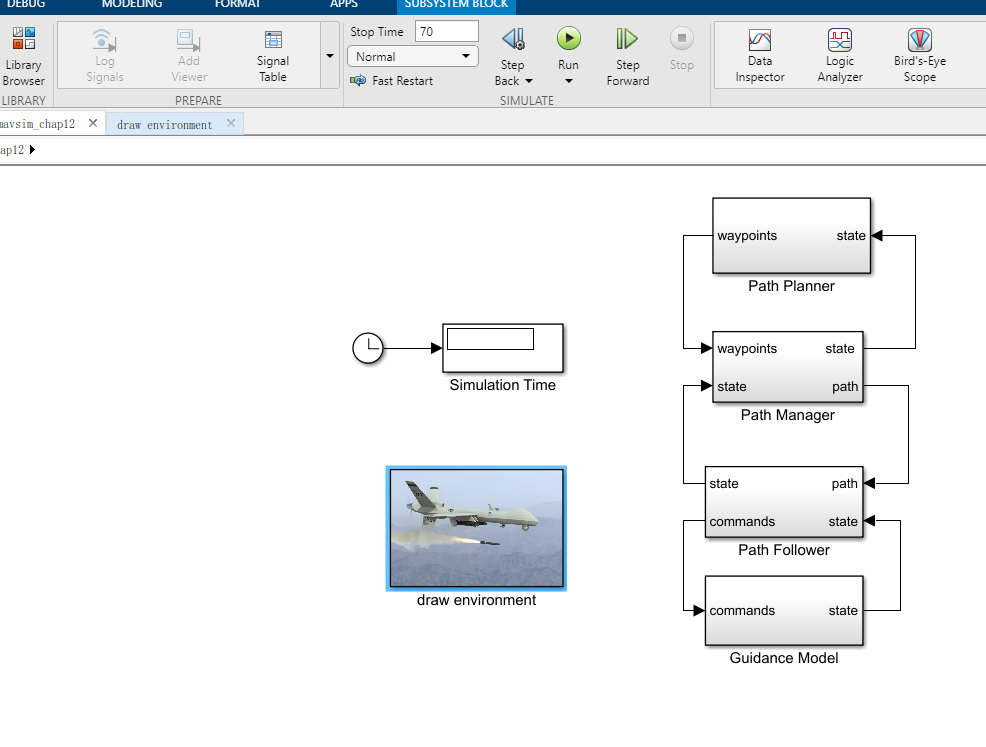 DEBUG MODELING FORMAT APPS SUBSYSTEM BLOCK
Stop Time 70
Normal
Fast Restart
Library
Browser
Log
Signals
Add
Viewer
Signal
Table
Step
Back
Run
Step
Forward
Stop
Data
Inspector
Logic
Analyzer
Bird's-Eye
Scope
LIBRARY PREPARE SIMULATE
mavsim_chap12 draw environment
ap12
waypoints state
Path Planner
waypoints state
state path
Path Manager
Simulation Time
state path
commands state
Path Follower
draw environment
commands state
Guidance Model